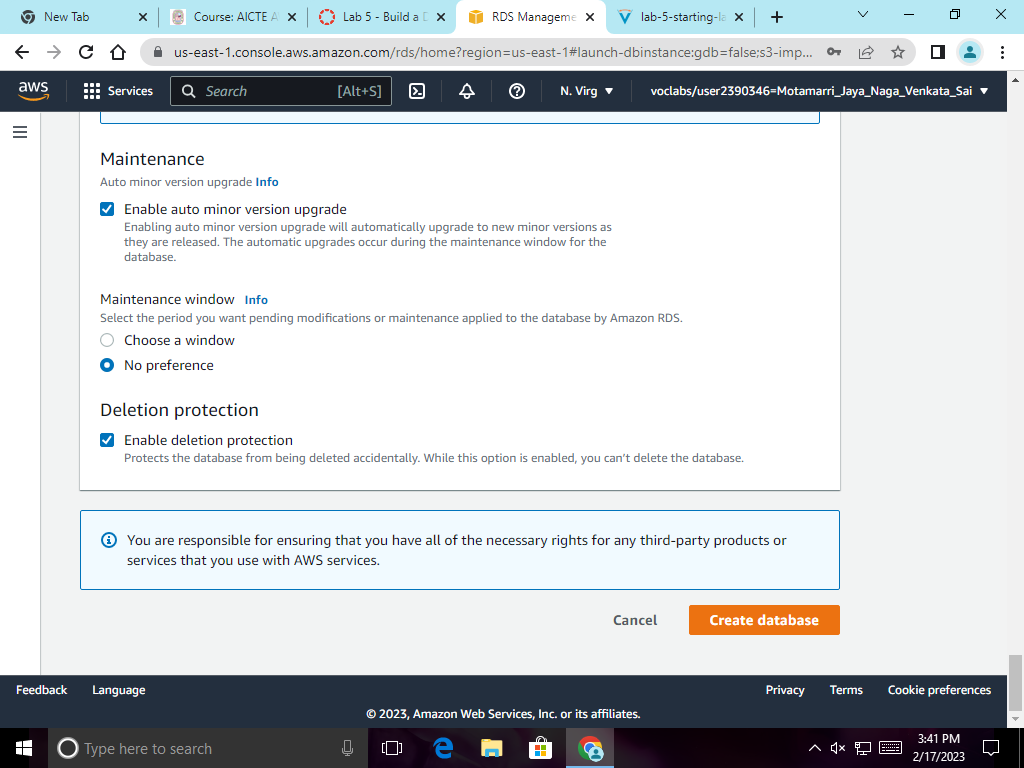 New Tab
Course: AICTE A
Lab 5 - Build a D
RDS Manageme
lab-5-starting-la
us-east-1.console.aws.amazon.com/rds/home?region=us-east-1#launch-dbinstance:gdb=false;s3-imp...
aws
Services
Search
[Alt+S]
N. Virg
voclabs/user2390346=Motamarri_Jaya_Naga_Venkata_Sai
Maintenance
Auto minor version upgrade Info
Enable auto minor version upgrade
Enabling auto minor version upgrade will automatically upgrade to new minor versions as
they are released. The automatic upgrades occur during the maintenance window for the
database.
Maintenance window Info
Select the period you want pending modifications or maintenance applied to the database by Amazon RDS.
Choose a window
No preference
Deletion protection
Enable deletion protection
Protects the database from being deleted accidentally. While this option is enabled, you can't delete the database.
You are responsible for ensuring that you have all of the necessary rights for any third-party products or
services that you use with AWS services.
Cancel
Create database
Feedback
Language
Privacy
Terms
Cookie preferences
© 2023, Amazon Web Services, Inc. or its affiliates.
Type here to search
3:41 PM
2/17/2023